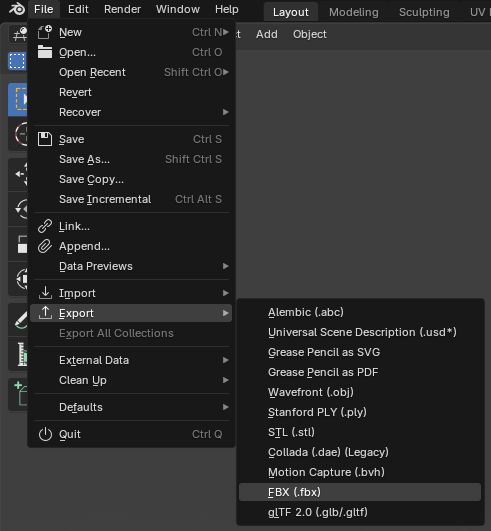 File Edit Render Window Help Layout Modeling Sculpting UV
Add Object
New Ctrl N
Open... Ctrl O
Open Recent Shift Ctrl O
Revert
Recover
Save Ctrl S
Save As... Shift Ctrl S
Save Copy...
Save Incremental Ctrl Alt S
Link...
Append...
Data Previews
Import
Export
Export All Collections
External Data
Clean Up
Defaults
Quit Ctrl Q
Alembic (.abc)
Universal Scene Description (.usd*)
Grease Pencil as SVG
Grease Pencil as PDF
Wavefront (.obj)
Stanford PLY (.ply)
STL (.stl)
Collada (.dae) (Legacy)
Motion Capture (.bvh)
FBX (.fbx)
glTF 2.0 (.glb/.gltf)